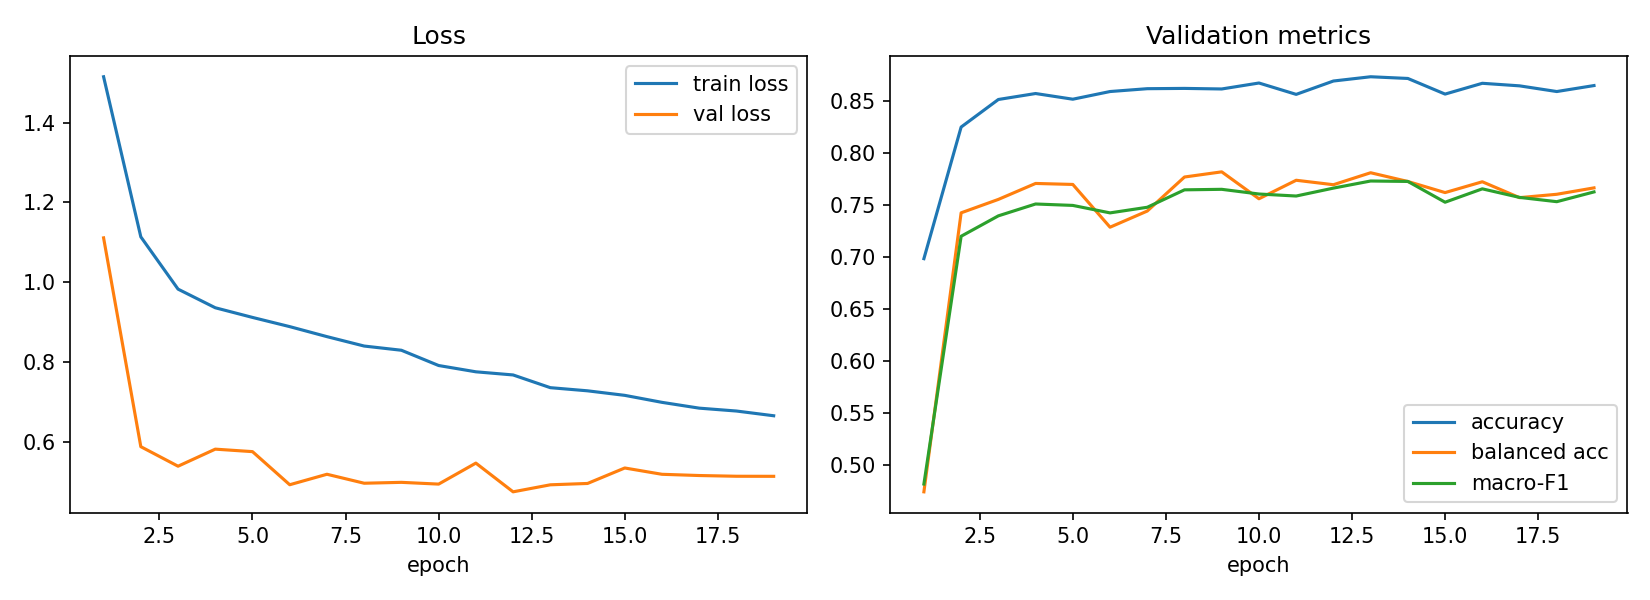 Loss
train loss
val loss
1.4
1.2
1.0
0.8
0.6
2.5 5.0 7.5 10.0 12.5 15.0 17.5
epoch
Validation metrics
0.85
0.80
0.75
0.70
0.65
0.60
0.55
0.50
accuracy
balanced acc
macro-F1
2.5 5.0 7.5 10.0 12.5 15.0 17.5
epoch